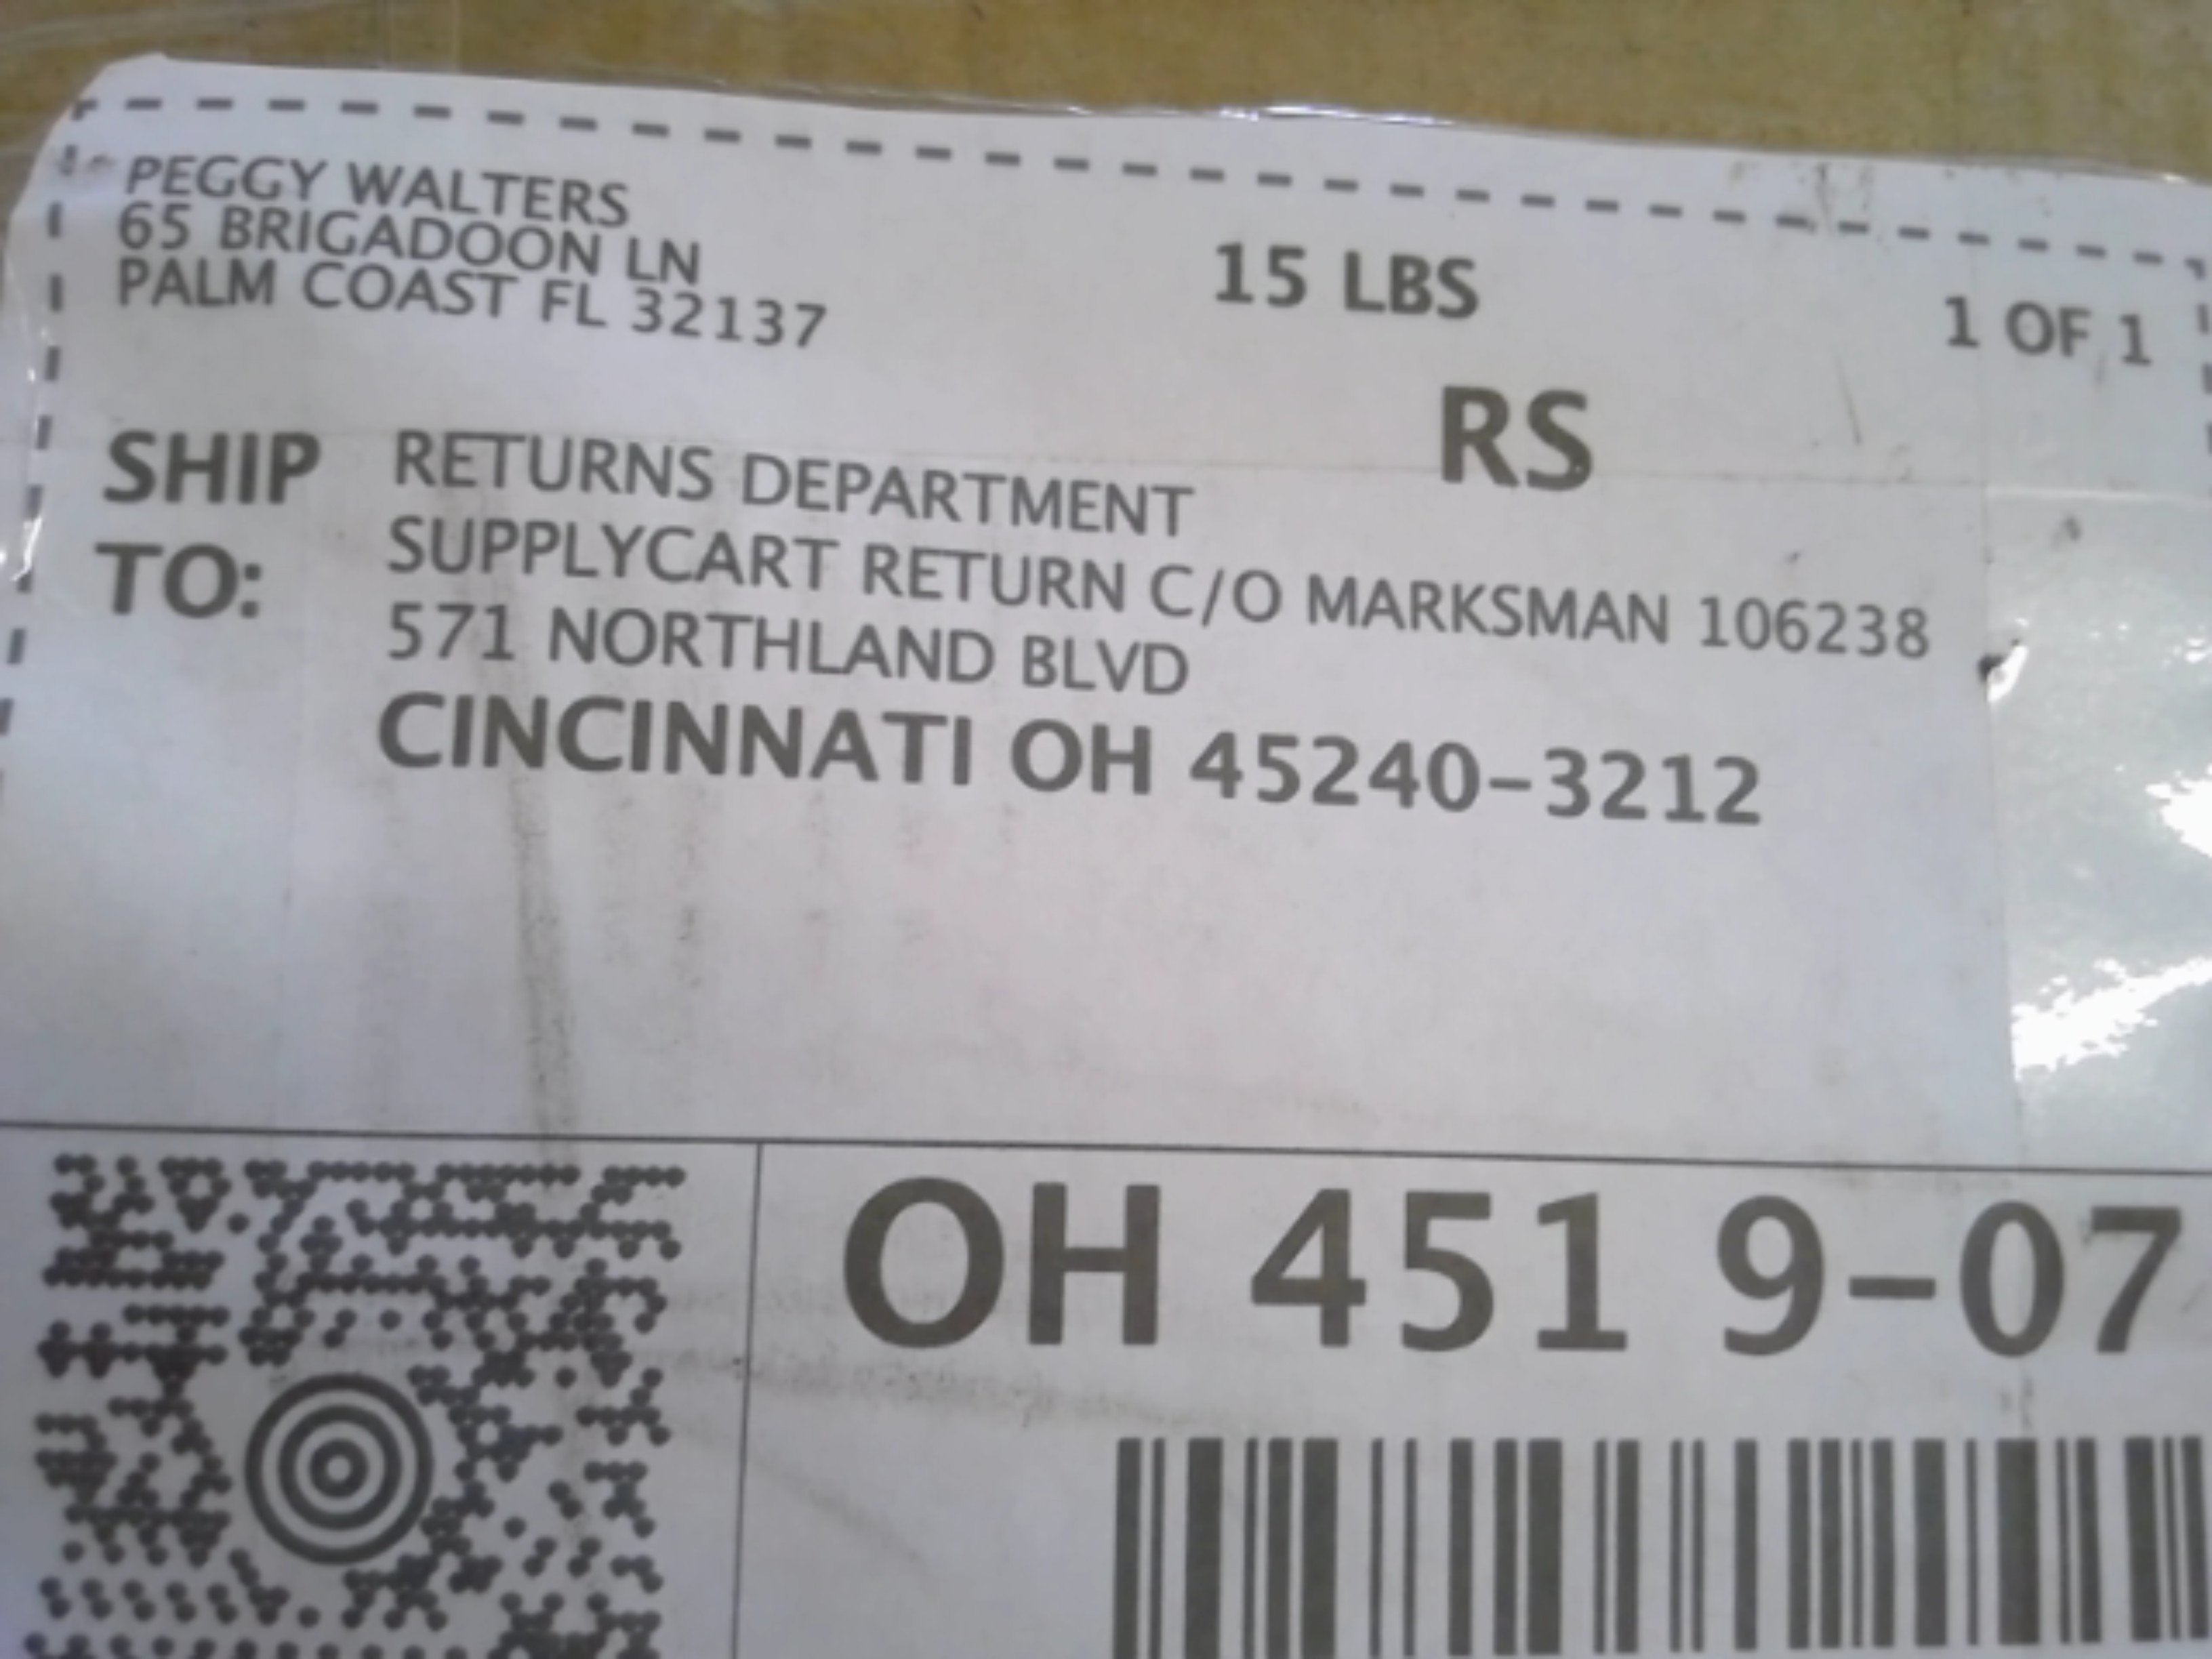 PEGGY WALTERS
65 BRIGADOON LN
PALM COAST FL 32137
15 LBS
1 OF 1
RS
SHIP TO:
RETURNS DEPARTMENT
SUPPLYCART RETURN C/O MARKSMAN 106238
571 NORTHLAND BLVD
CINCINNATI OH 45240-3212
OH 451 9-07